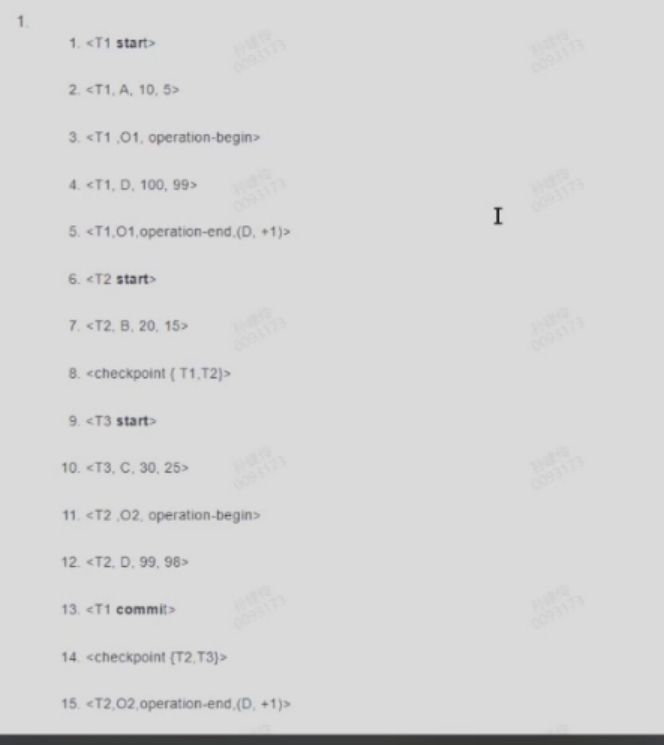 1.
1. <T1 start>
2. <T1, A, 10, 5>
3. <T1 ,O1, operation-begin>
4. <T1, D, 100, 99>
5. <T1,O1,operation-end,(D, +1)>
6. <T2 start>
7. <T2, B, 20, 15>
8. <checkpoint { T1,T2}>
9. <T3 start>
10. <T3, C, 30, 25>
11. <T2 ,O2, operation-begin>
12. <T2, D, 99, 98>
13. <T1 commit>
14. <checkpoint {T2,T3}>
15. <T2,O2,operation-end,(D, +1)>